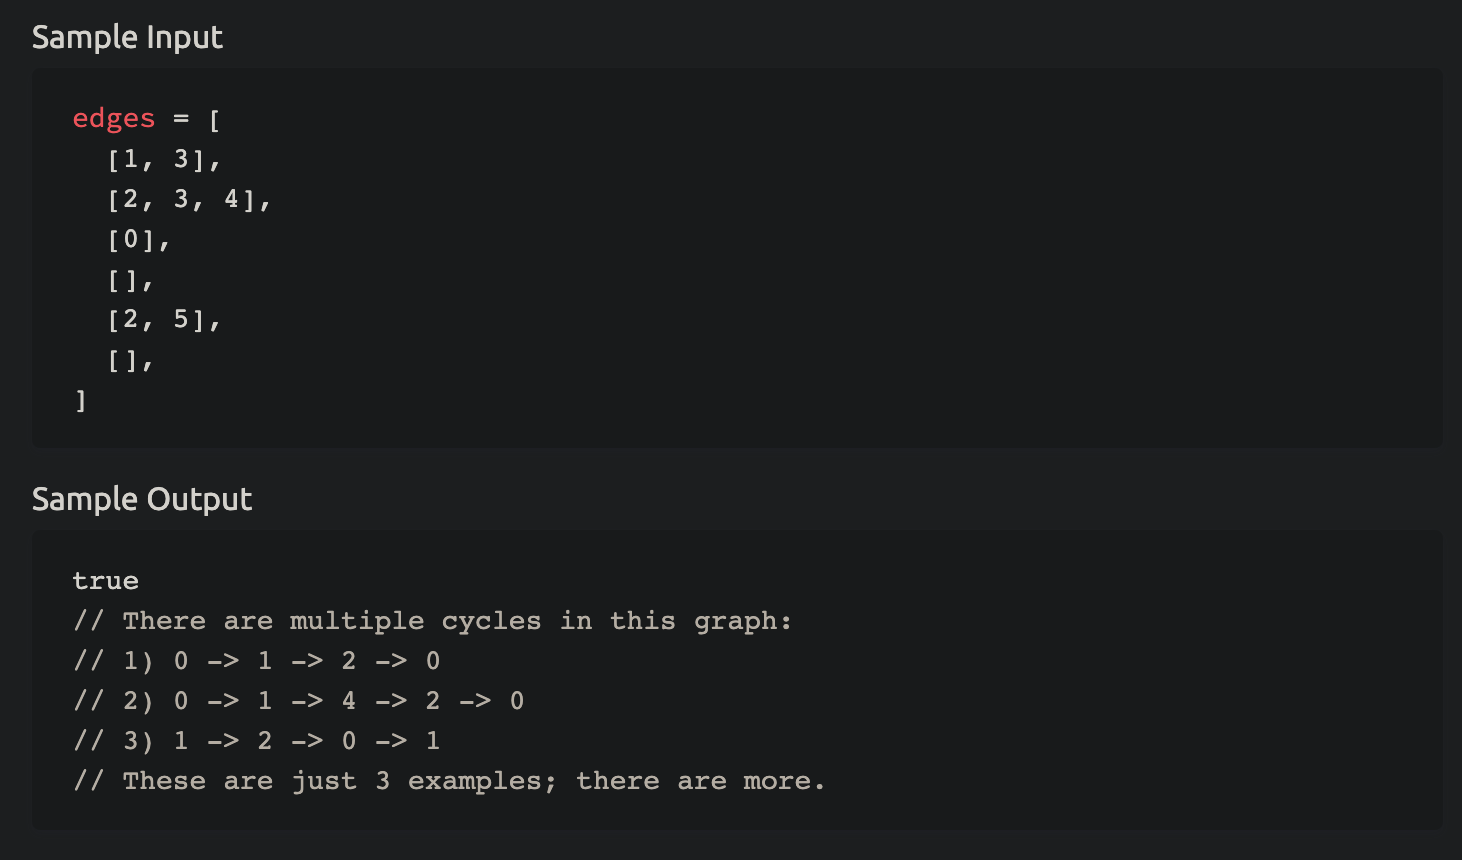 Sample Input
edges = [
  [1, 3],
  [2, 3, 4],
  [0],
  [],
  [2, 5],
  [],
]
Sample Output
true
// There are multiple cycles in this graph:
// 1) 0 -> 1 -> 2 -> 0
// 2) 0 -> 1 -> 4 -> 2 -> 0
// 3) 1 -> 2 -> 0 -> 1
// These are just 3 examples; there are more.